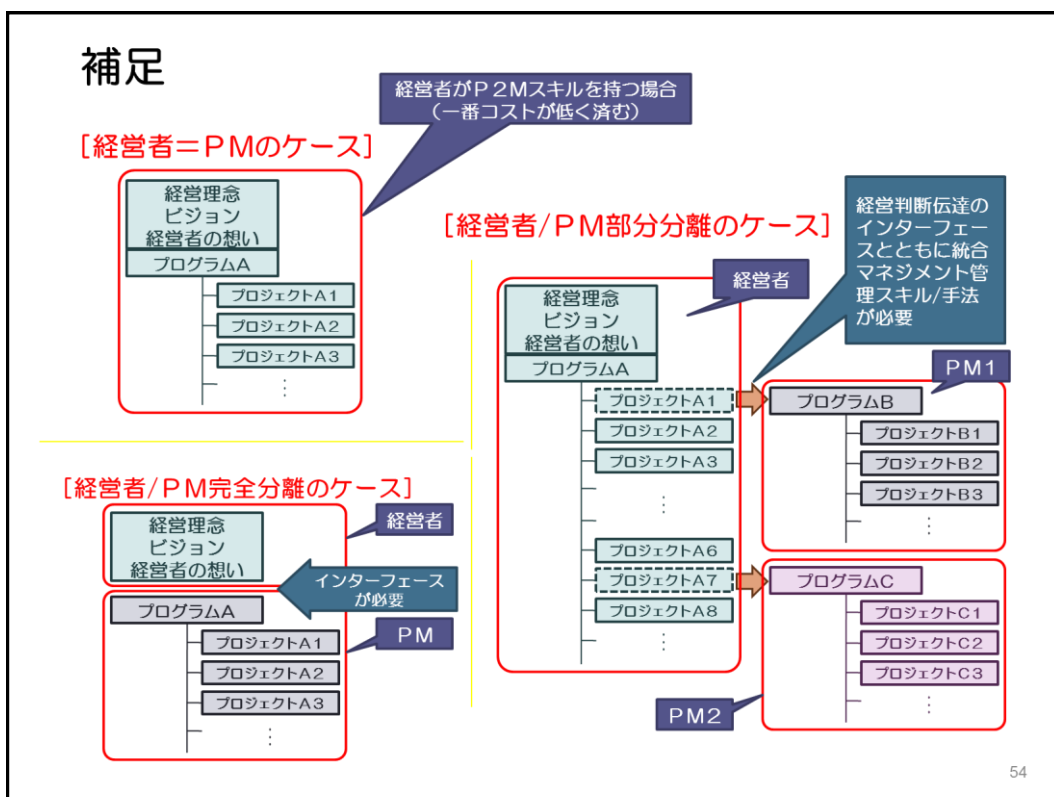 補足
経営者がP2Mスキルを持つ場合
(一番コストが低く済む)
[経営者=PMのケース]
経営理念
ビジョン
経営者の想い
プログラムA
プロジェクトA1
プロジェクトA2
プロジェクトA3
⋮
[経営者/PM完全分離のケース]
経営理念
ビジョン
経営者の想い
経営者
インターフェース
が必要
プログラムA
PM
プロジェクトA1
プロジェクトA2
プロジェクトA3
⋮
[経営者/PM部分分離のケース]
経営者
経営判断伝達の
インターフェー
スとともに統合
マネジメント管
理スキル/手法
が必要
経営理念
ビジョン
経営者の想い
プログラムA
プロジェクトA1
プロジェクトA2
プロジェクトA3
⋮
プロジェクトA6
プロジェクトA7
プロジェクトA8
⋮
PM1
プログラムB
プロジェクトB1
プロジェクトB2
プロジェクトB3
⋮
プログラムC
プロジェクトC1
プロジェクトC2
プロジェクトC3
⋮
PM2
54